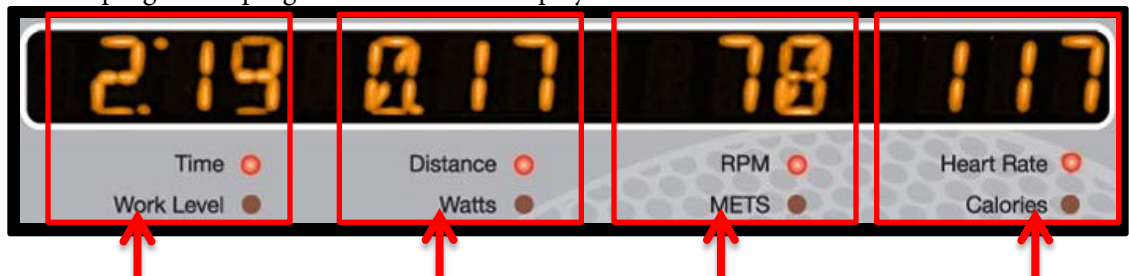 2:19 0.17 78 117
Time Distance RPM Heart Rate
Work Level Watts METS Calories